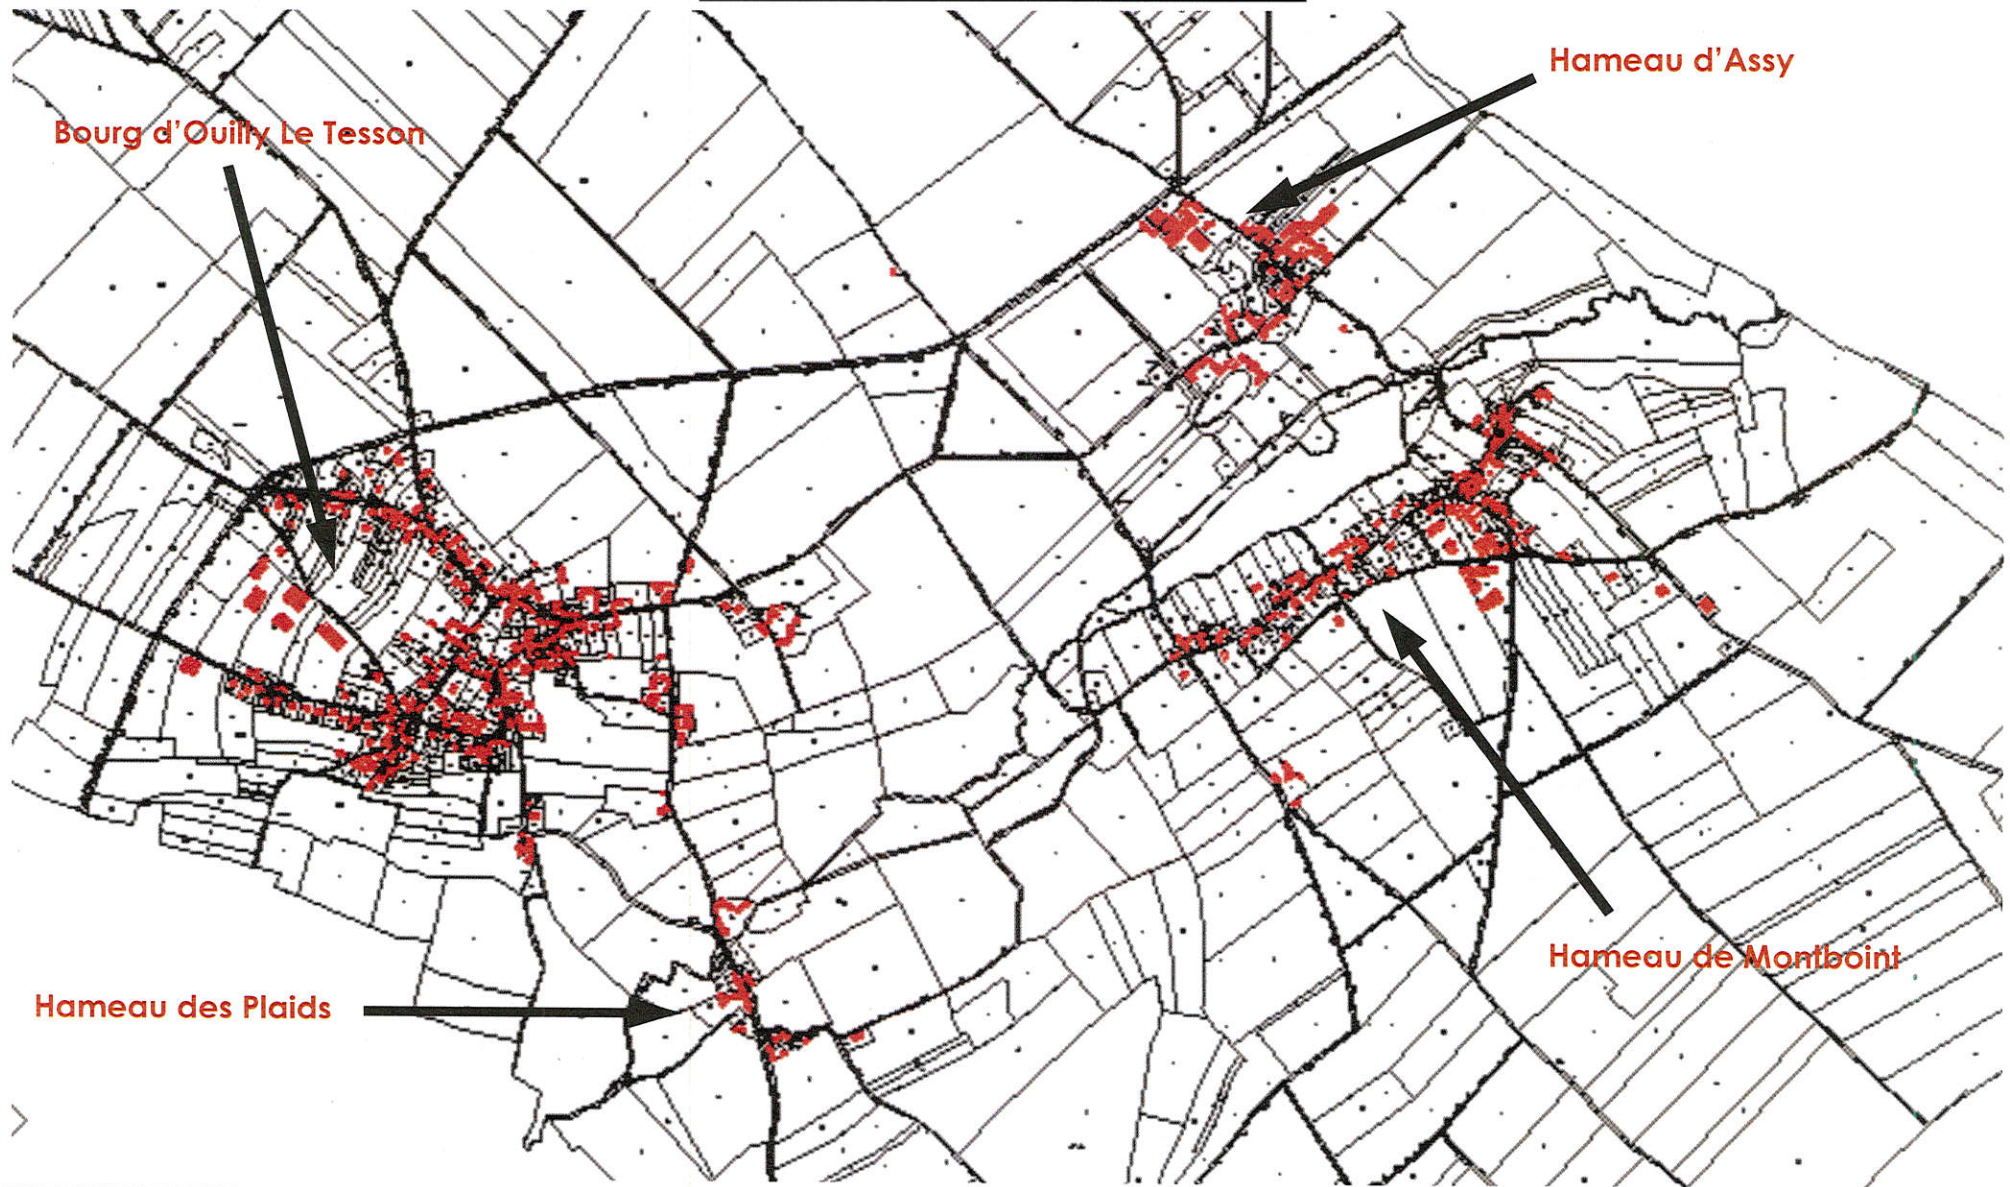 Hameau d'Assy
Bourg d'Ouilly Le Tesson
Hameau de Montboint
Hameau des Plaids